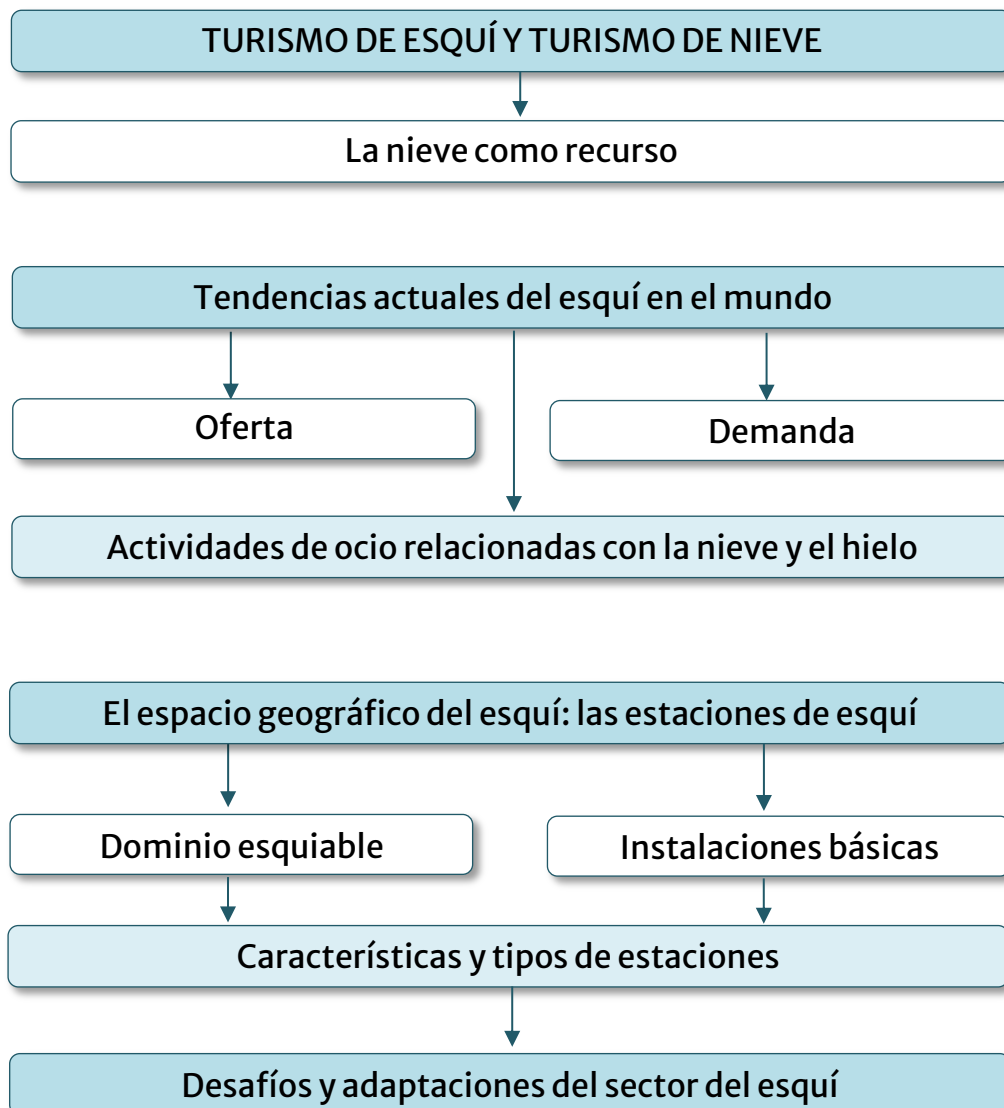 TURISMO DE ESQUÍ Y TURISMO DE NIEVE
La nieve como recurso
Tendencias actuales del esquí en el mundo
Oferta
Demanda
Actividades de ocio relacionadas con la nieve y el hielo
El espacio geográfico del esquí: las estaciones de esquí
Dominio esquiable
Instalaciones básicas
Características y tipos de estaciones
Desafíos y adaptaciones del sector del esquí